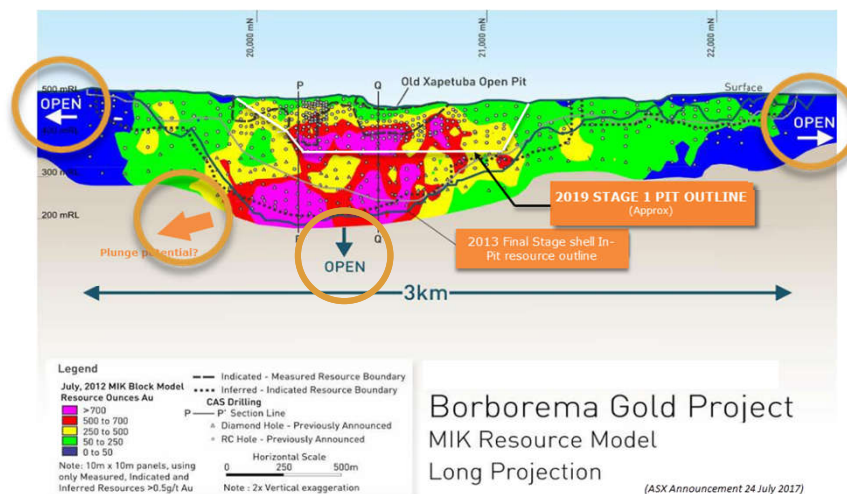 20,000 mN
21,000 mN
22,000 mN
P
Q
Old Xapetuba Open Pit
Surface
500 mRL
OPEN
OPEN
300 mRL
200 mRL
2019 STAGE 1 PIT OUTLINE
(Approx)
Plunge potential?
Q
2013 Final Stage shell In-
Pit resource outline
OPEN
3km
Legend
July, 2012 MIK Block Model
Resource Ounces Au
>700
500 to 700
250 to 500
50 to 250
0 to 50
Note: 10m x 10m panels, using
only Measured, Indicated and
Inferred Resources >0.5g/t Au
Indicated - Measured Resource Boundary
Inferred - Indicated Resource Boundary
CAS Drilling
P P' Section Line
Diamond Hole - Previously Announced
RC Hole - Previously Announced
Horizontal Scale
0 250 500m
Note : 2x Vertical exaggeration
Borborema Gold Project
MIK Resource Model
Long Projection
(ASX Announcement 24 July 2017)